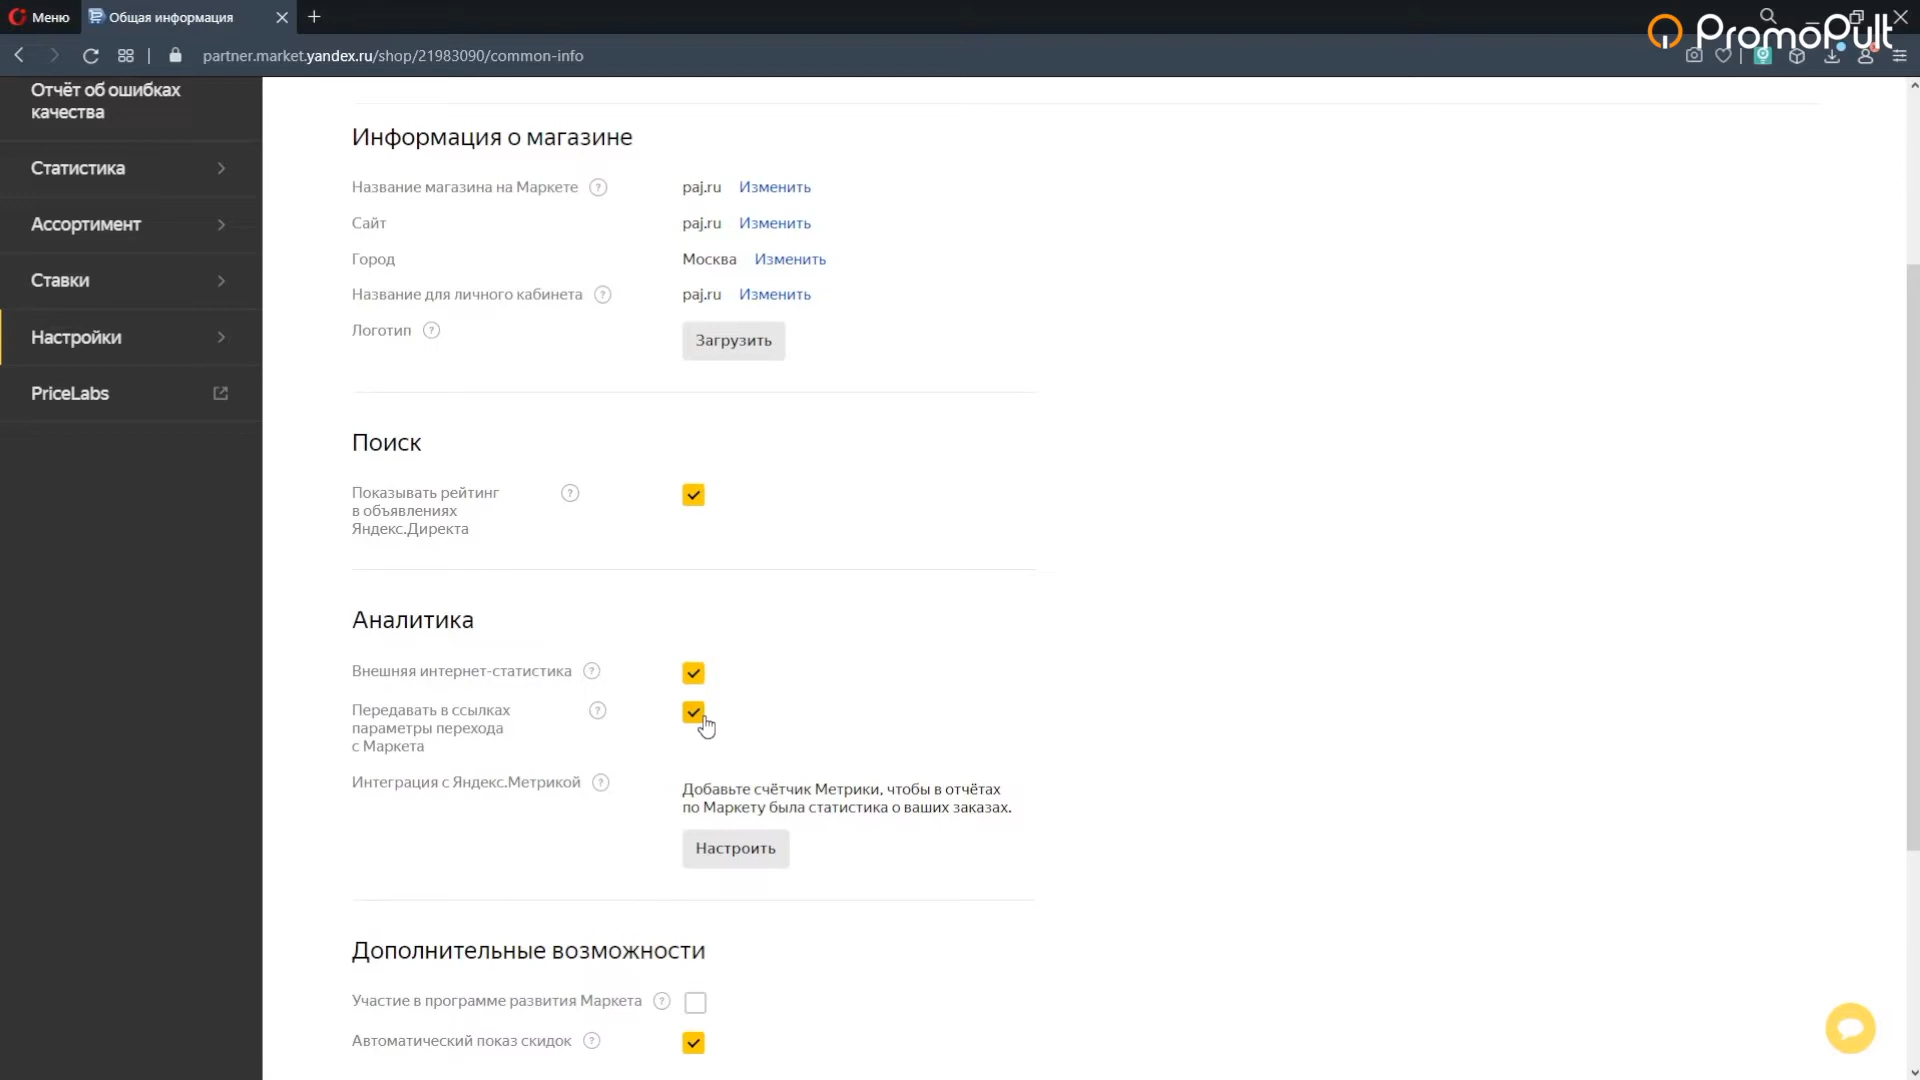 Меню
Общая информация
PromoPult
partner.market.yandex.ru/shop/21983090/common-info
Отчёт об ошибках
качества
Статистика
Ассортимент
Ставки
Настройки
PriceLabs
Информация о магазине
Название магазина на Маркете ? paj.ru Изменить
Сайт paj.ru Изменить
Город Москва Изменить
Название для личного кабинета ? paj.ru Изменить
Логотип ? Загрузить
Поиск
Показывать рейтинг ?
в объявлениях
Яндекс.Директа
Аналитика
Внешняя интернет-статистика ?
Передавать в ссылках ?
параметры перехода
с Маркета
Интеграция с Яндекс.Метрикой ?
Добавьте счётчик Метрики, чтобы в отчётах
по Маркету была статистика о ваших заказах.
Настроить
Дополнительные возможности
Участие в программе развития Маркета ?
Автоматический показ скидок ?